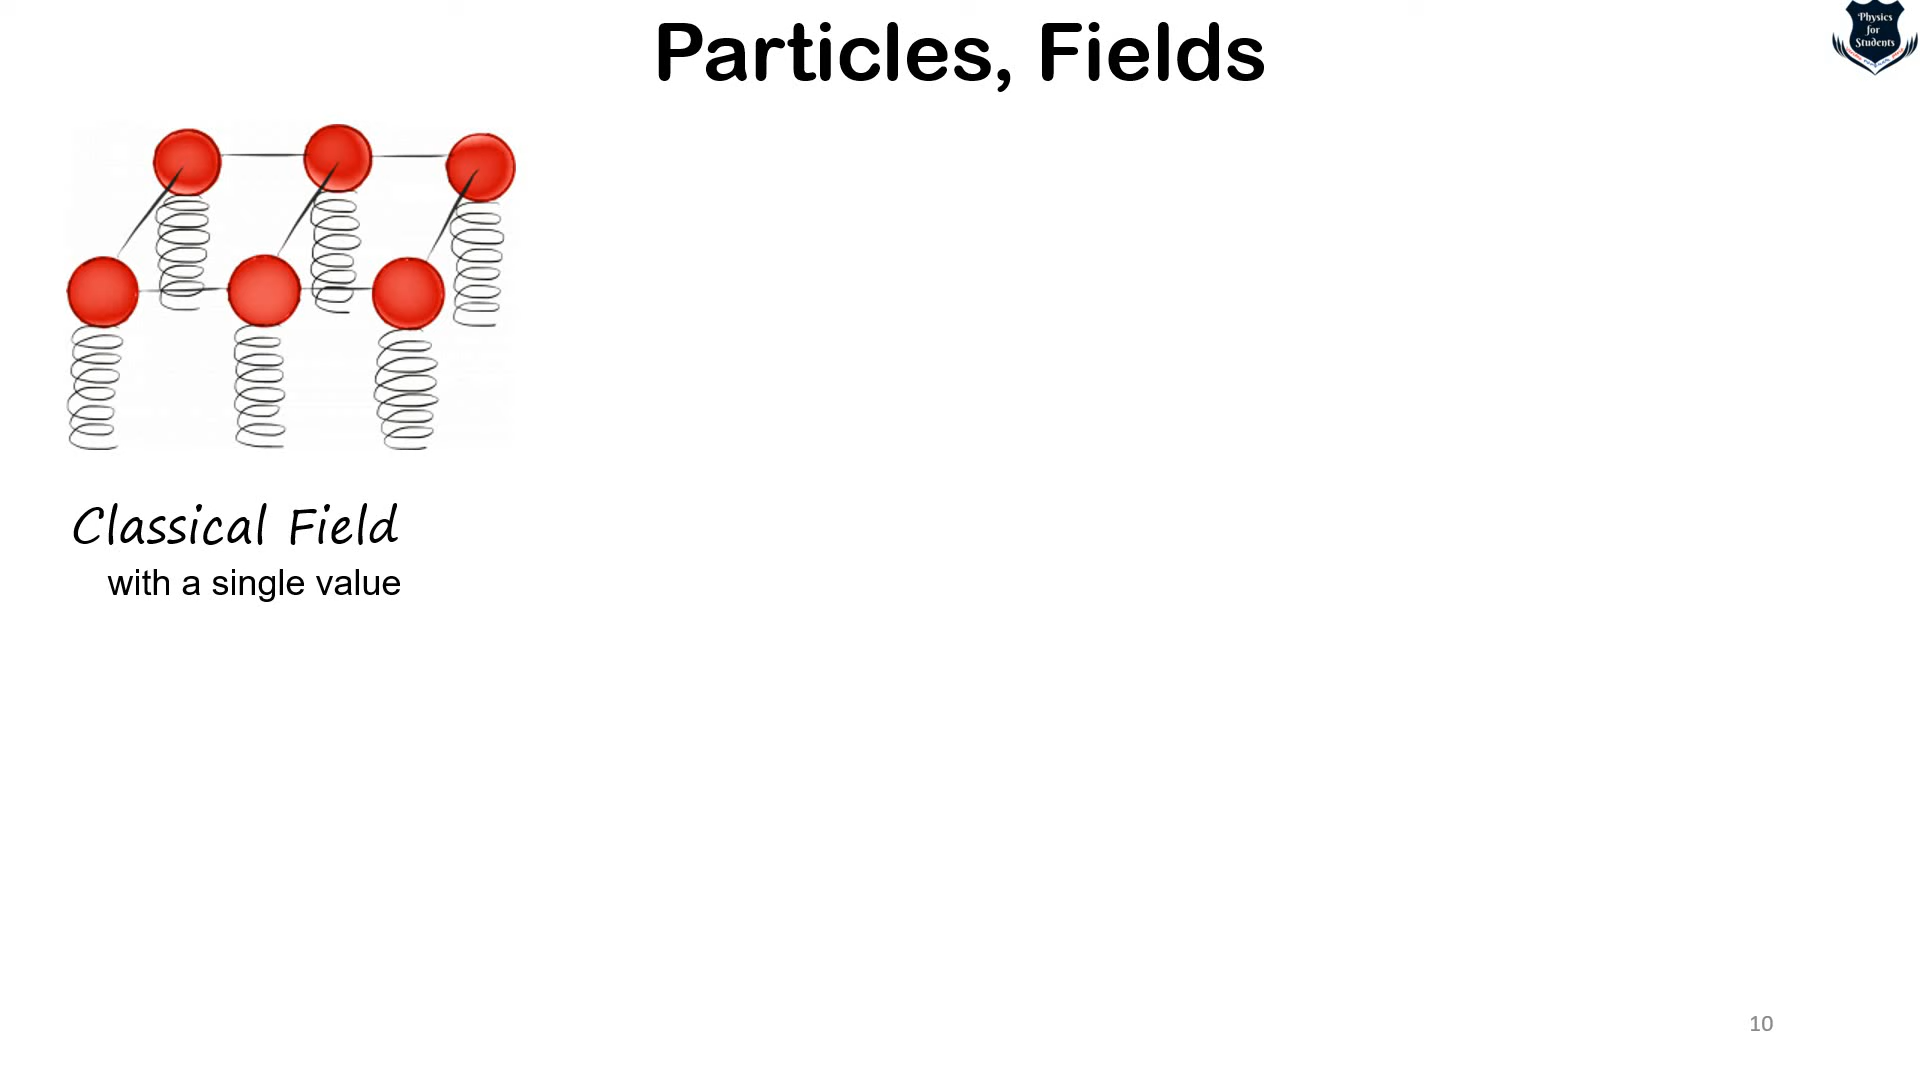 Particles, Fields
Physics
for
Students
Classical Field
with a single value
10